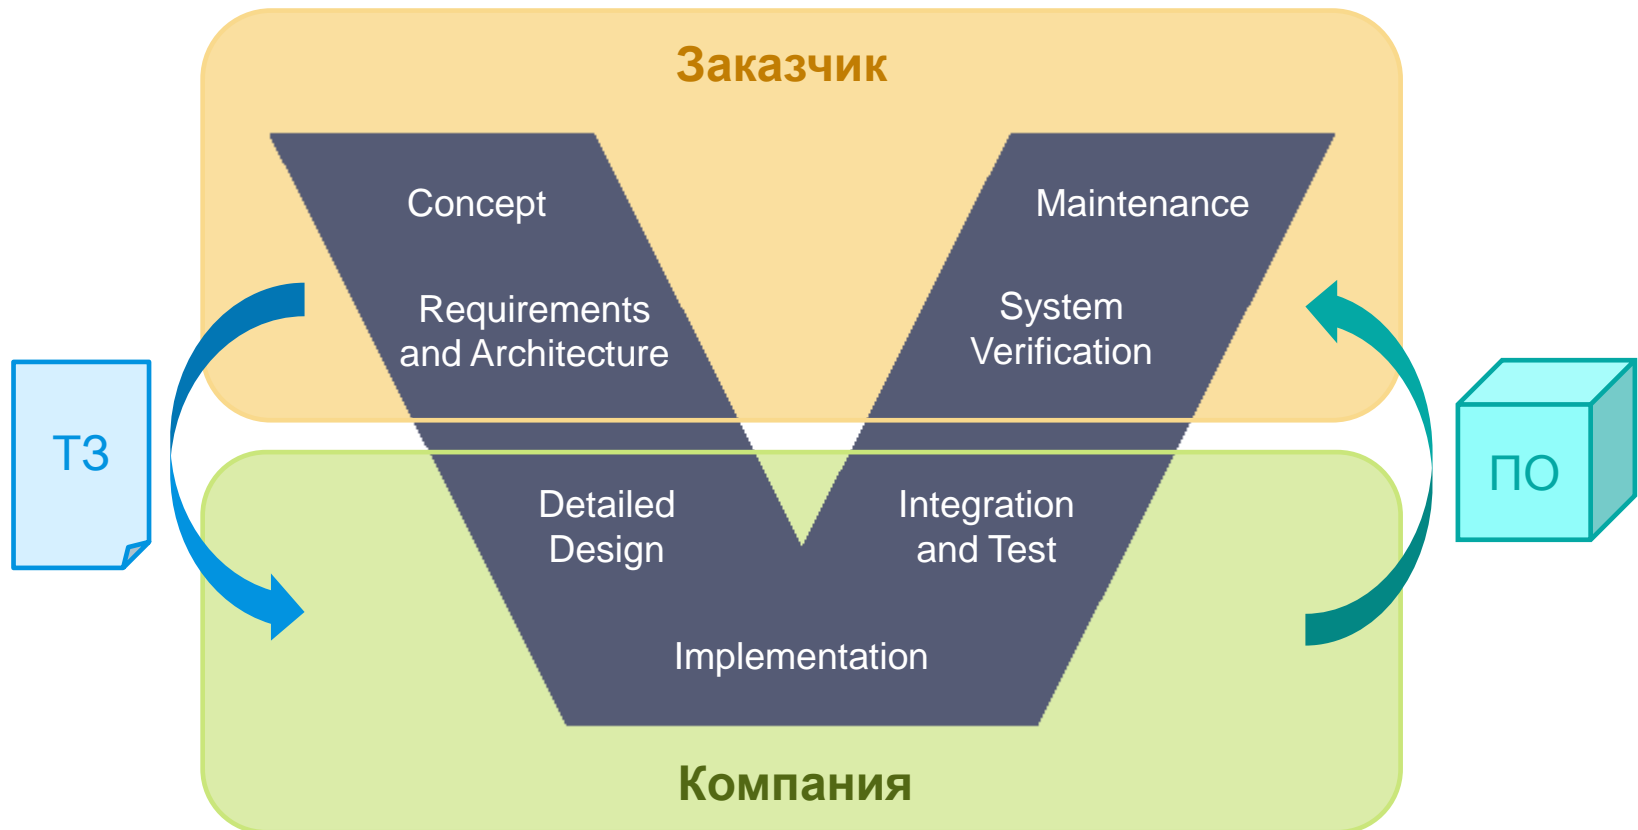 Заказчик
Concept
Maintenance
Requirements
and Architecture
System
Verification
ТЗ
ПО
Detailed
Design
Integration
and Test
Implementation
Компания